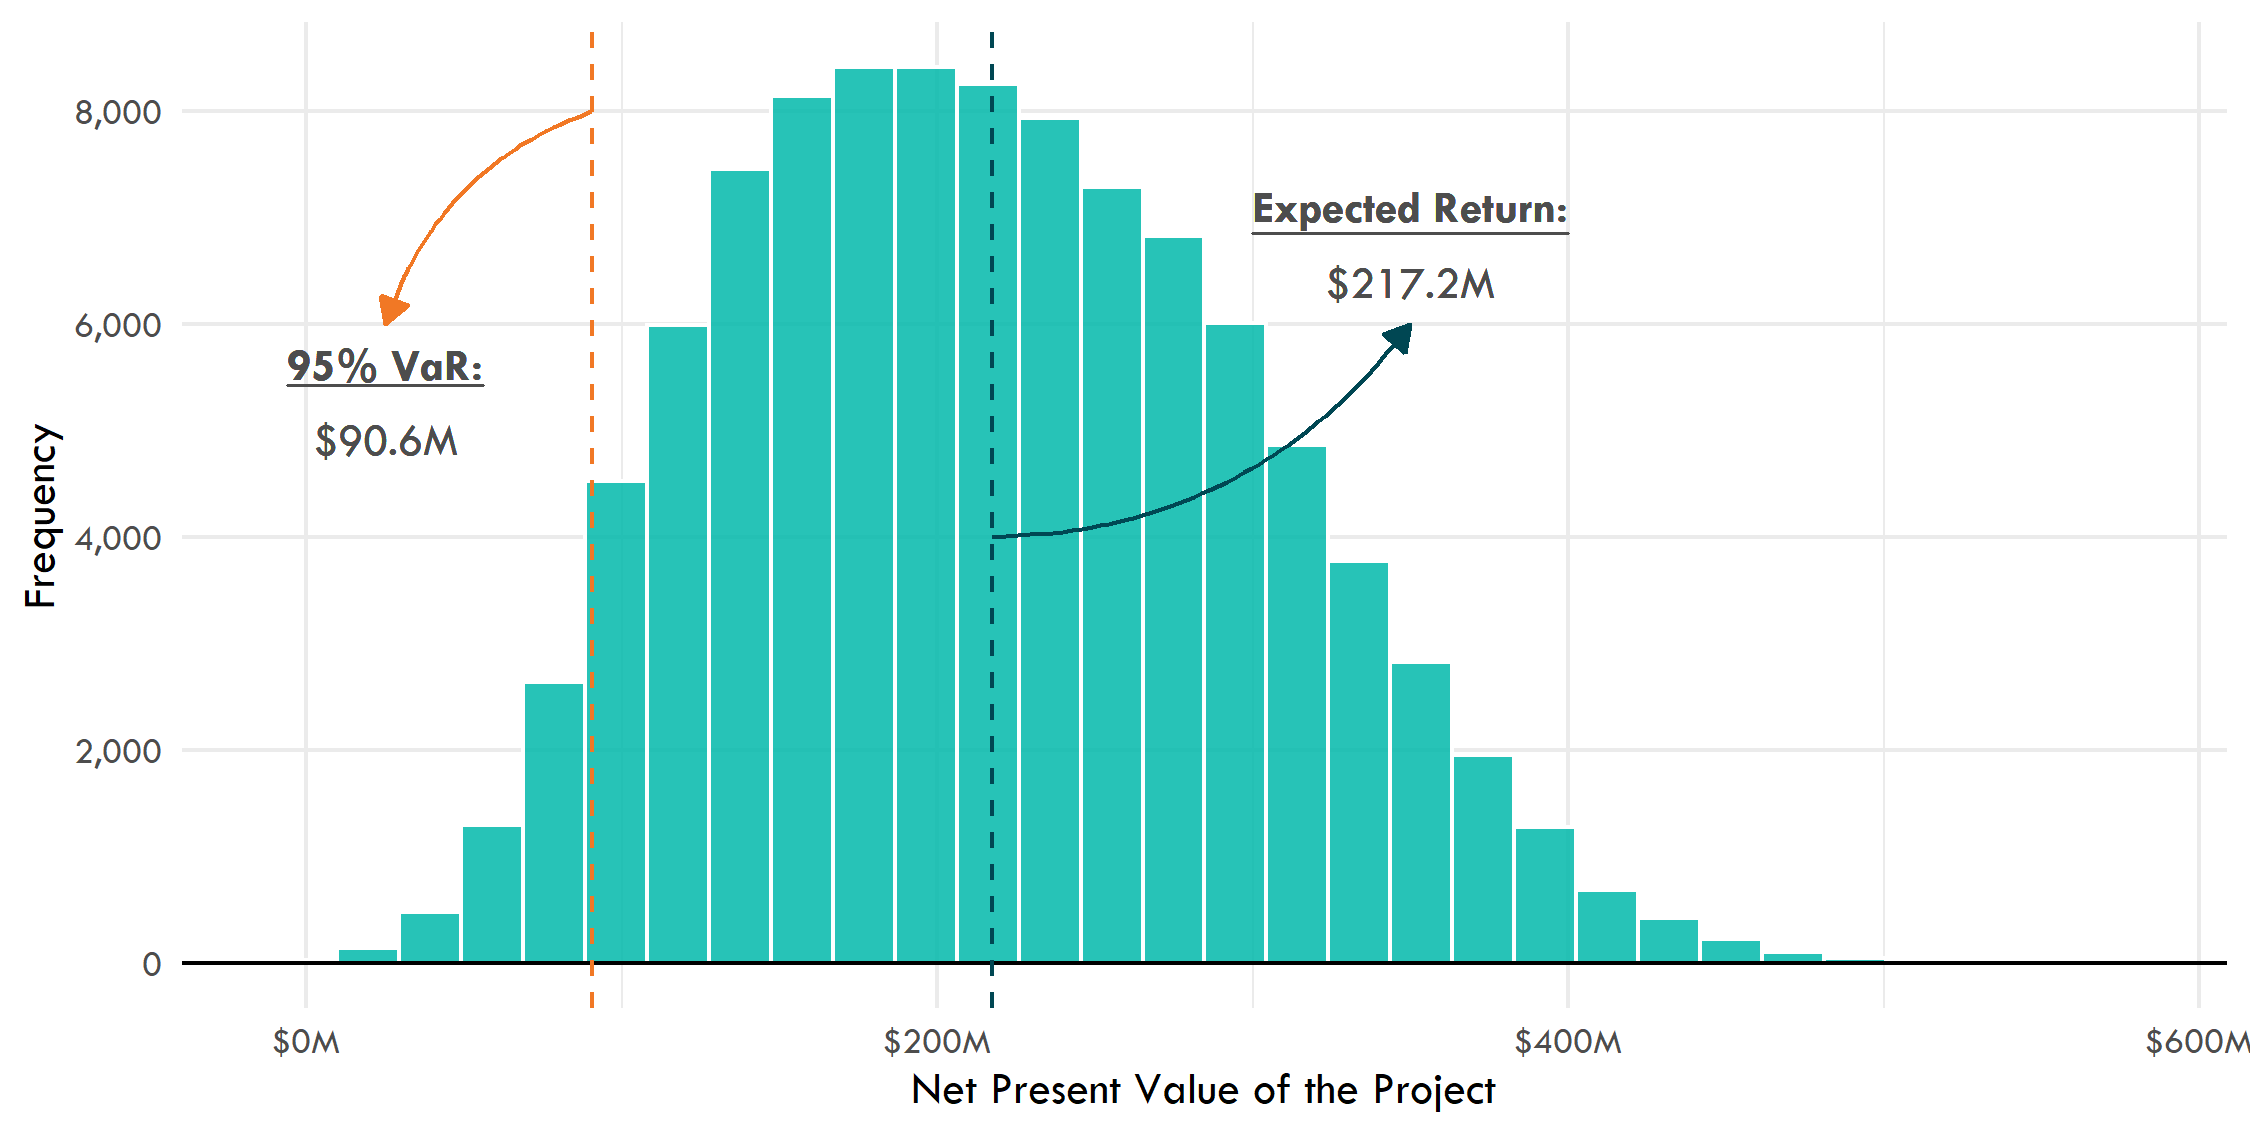 8,000
6,000
4,000
2,000
0
Frequency
95% VaR:
$90.6M
Expected Return:
$217.2M
$0M
$200M
$400M
$600M
Net Present Value of the Project